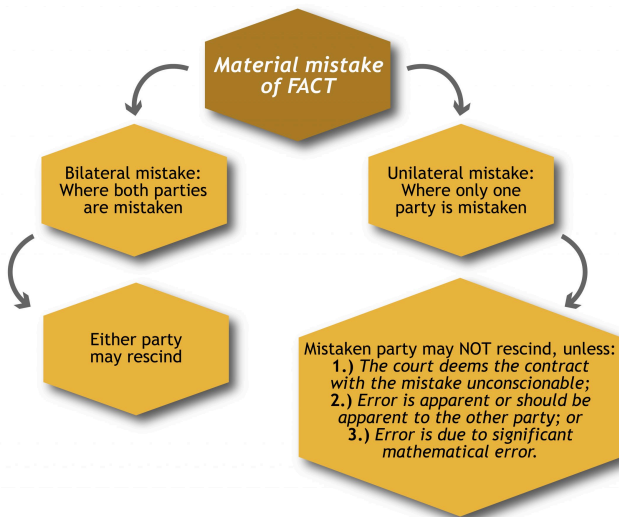 Material mistake
of FACT
Bilateral mistake:
Where both parties
are mistaken
Unilateral mistake:
Where only one
party is mistaken
Either party
may rescind
Mistaken party may NOT rescind, unless:
1.) The court deems the contract
with the mistake unconscionable;
2.) Error is apparent or should be
apparent to the other party; or
3.) Error is due to significant
mathematical error.